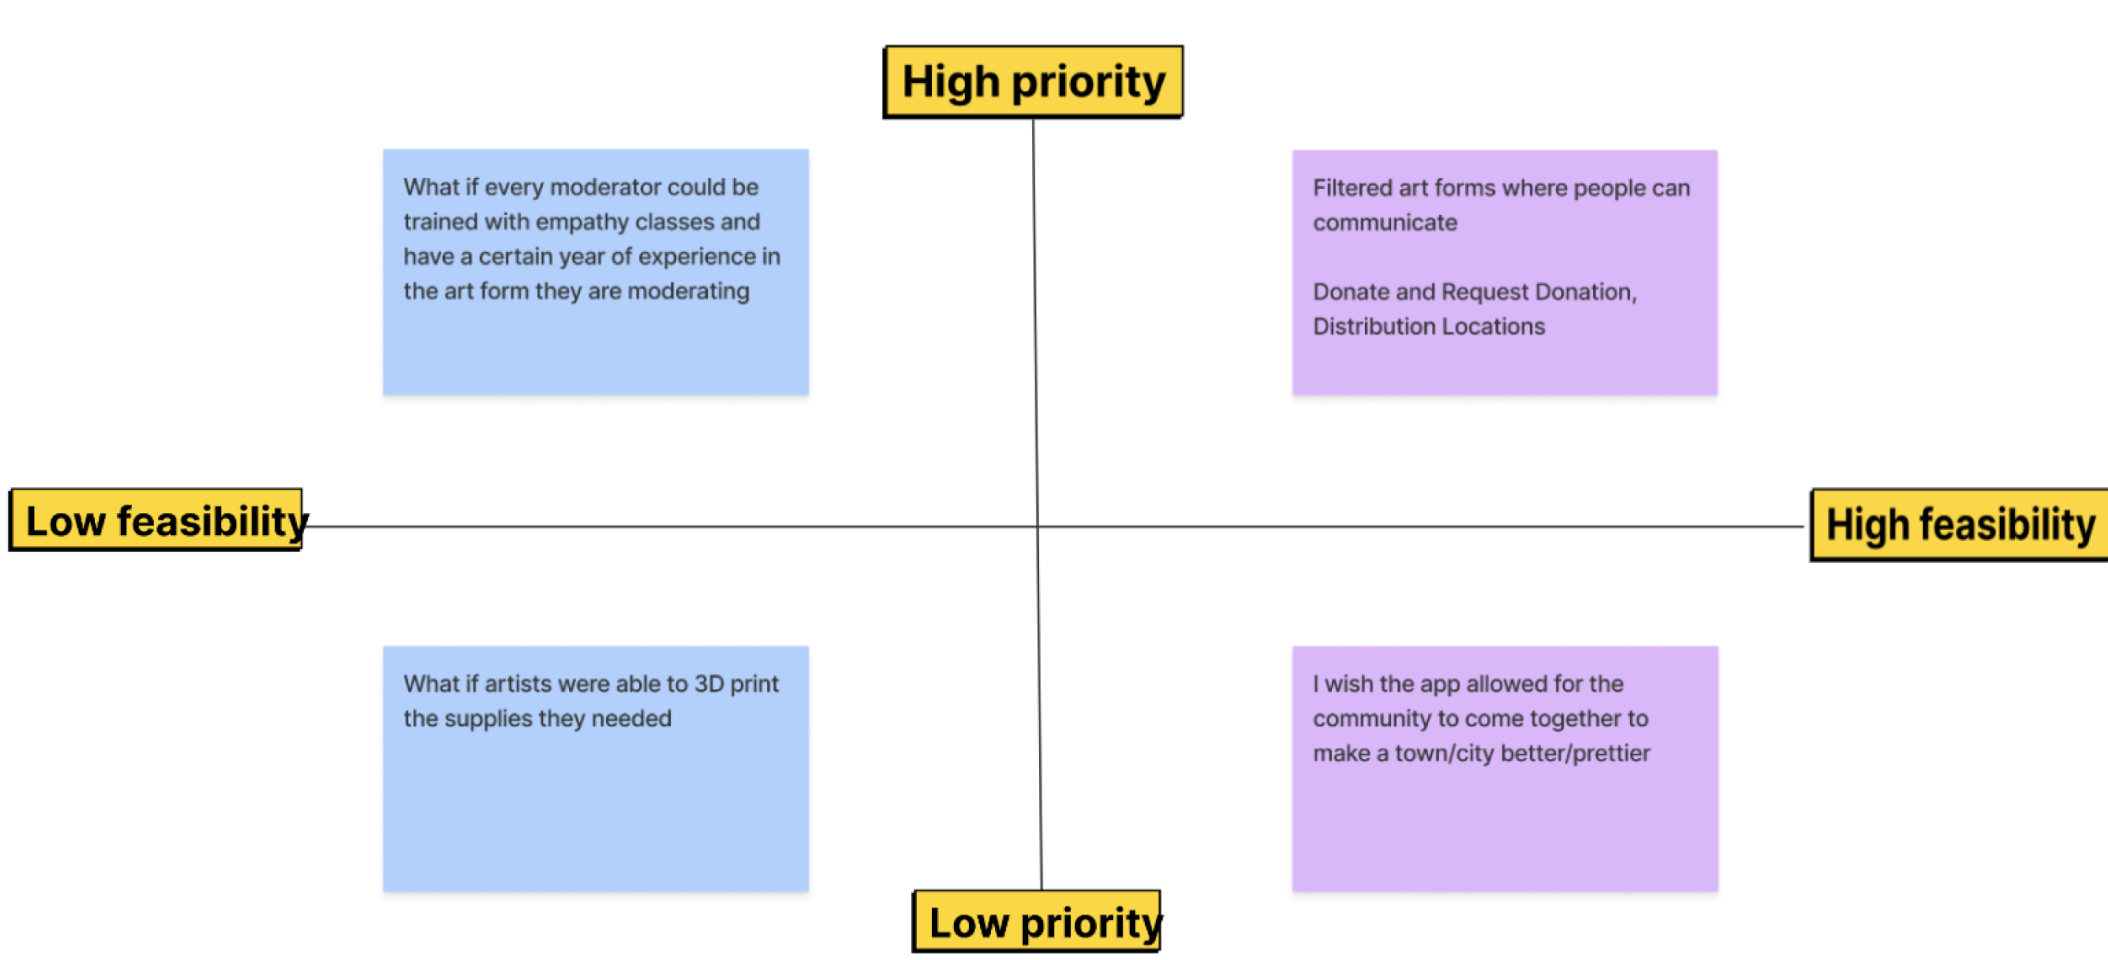 High priority
What if every moderator could be
trained with empathy classes and
have a certain year of experience in
the art form they are moderating
Filtered art forms where people can
communicate
Donate and Request Donation,
Distribution Locations
Low feasibility
High feasibility
What if artists were able to 3D print
the supplies they needed
I wish the app allowed for the
community to come together to
make a town/city better/prettier
Low priority